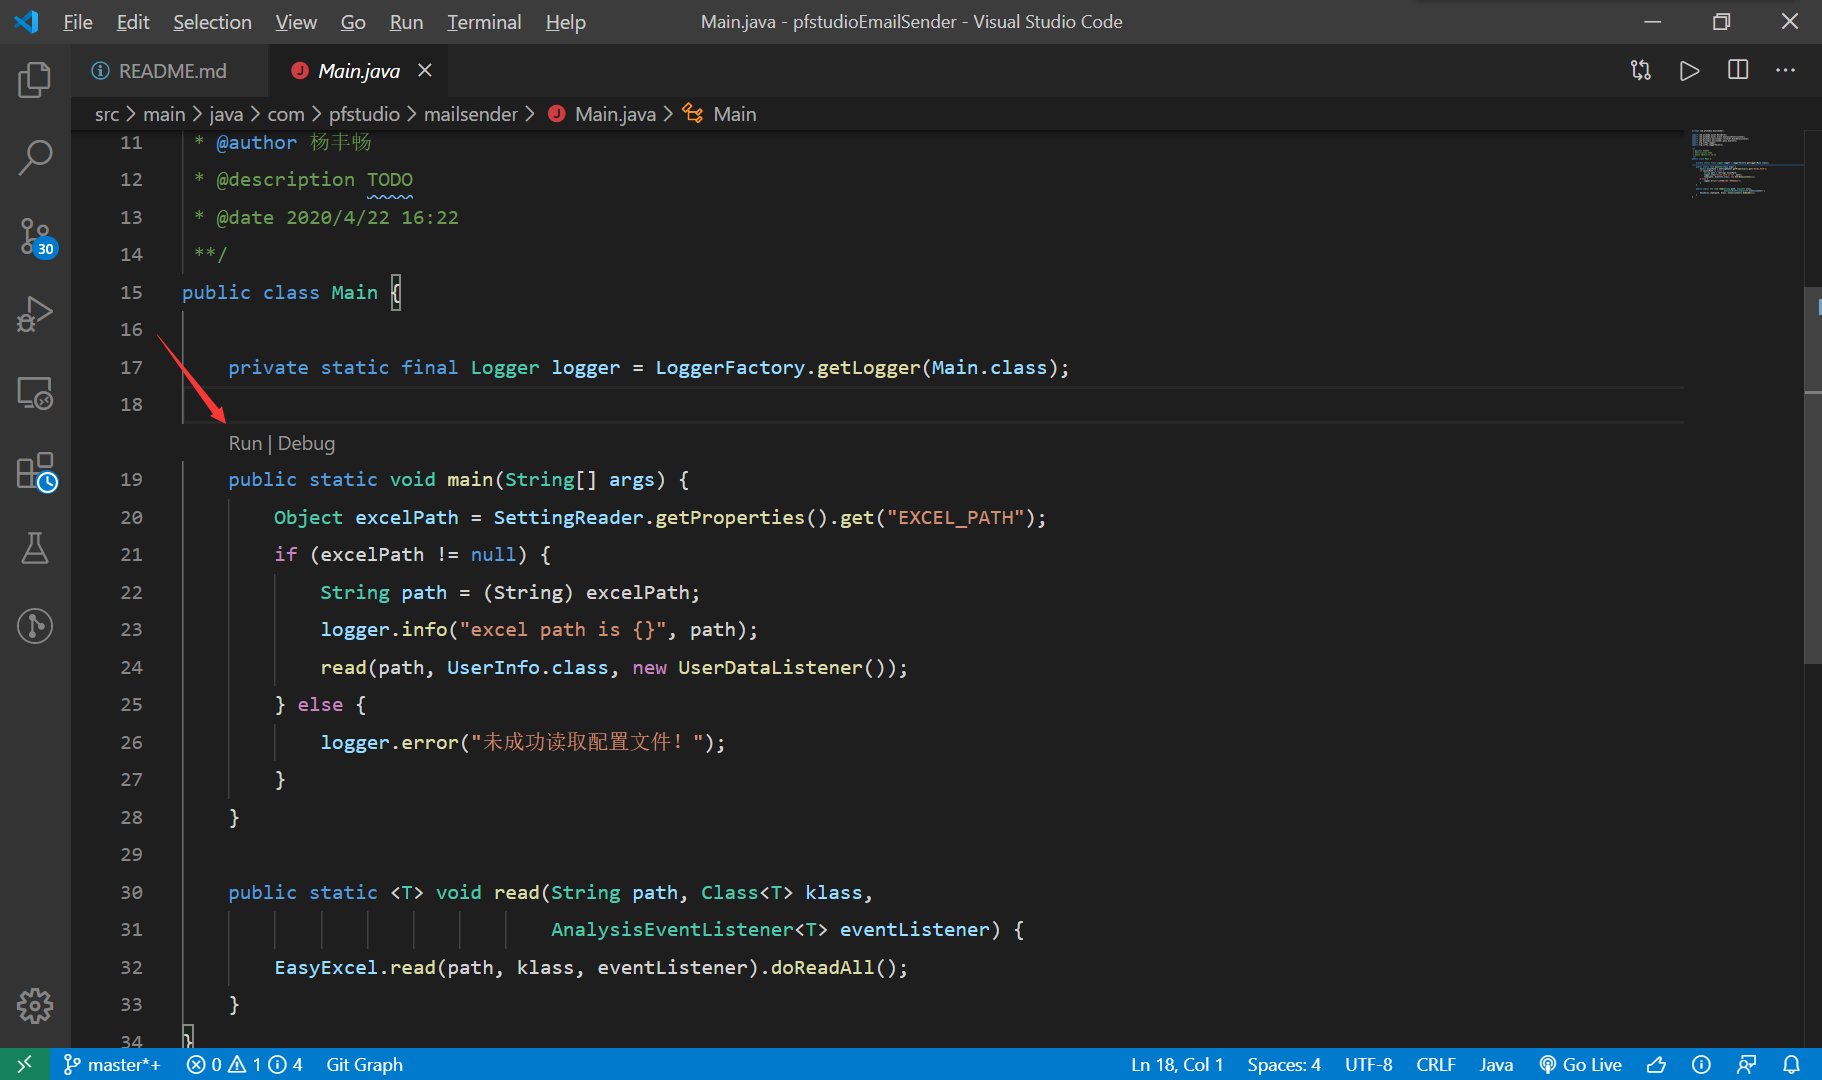 File Edit Selection View Go Run Terminal Help Main.java - pfstudioEmailSender - Visual Studio Code
README.md Main.java
src > main > java > com > pfstudio > mailsender > Main.java > Main
11 * @author 杨丰畅
12 * @description TODO
13 * @date 2020/4/22 16:22
14 **/
15 public class Main {
16
17 private static final Logger logger = LoggerFactory.getLogger(Main.class);
18
Run | Debug
19 public static void main(String[] args) {
20 Object excelPath = SettingReader.getProperties().get("EXCEL_PATH");
21 if (excelPath != null) {
22 String path = (String) excelPath;
23 logger.info("excel path is {}", path);
24 read(path, UserInfo.class, new UserDataListener());
25 } else {
26 logger.error("未成功读取配置文件！");
27 }
28 }
29
30 public static <T> void read(String path, Class<T> klass,
31 AnalysisEventListener<T> eventListener) {
32 EasyExcel.read(path, klass, eventListener).doReadAll();
33 }
34 }
30
master*+ 0 1 4 Git Graph Ln 18, Col 1 Spaces: 4 UTF-8 CRLF Java Go Live